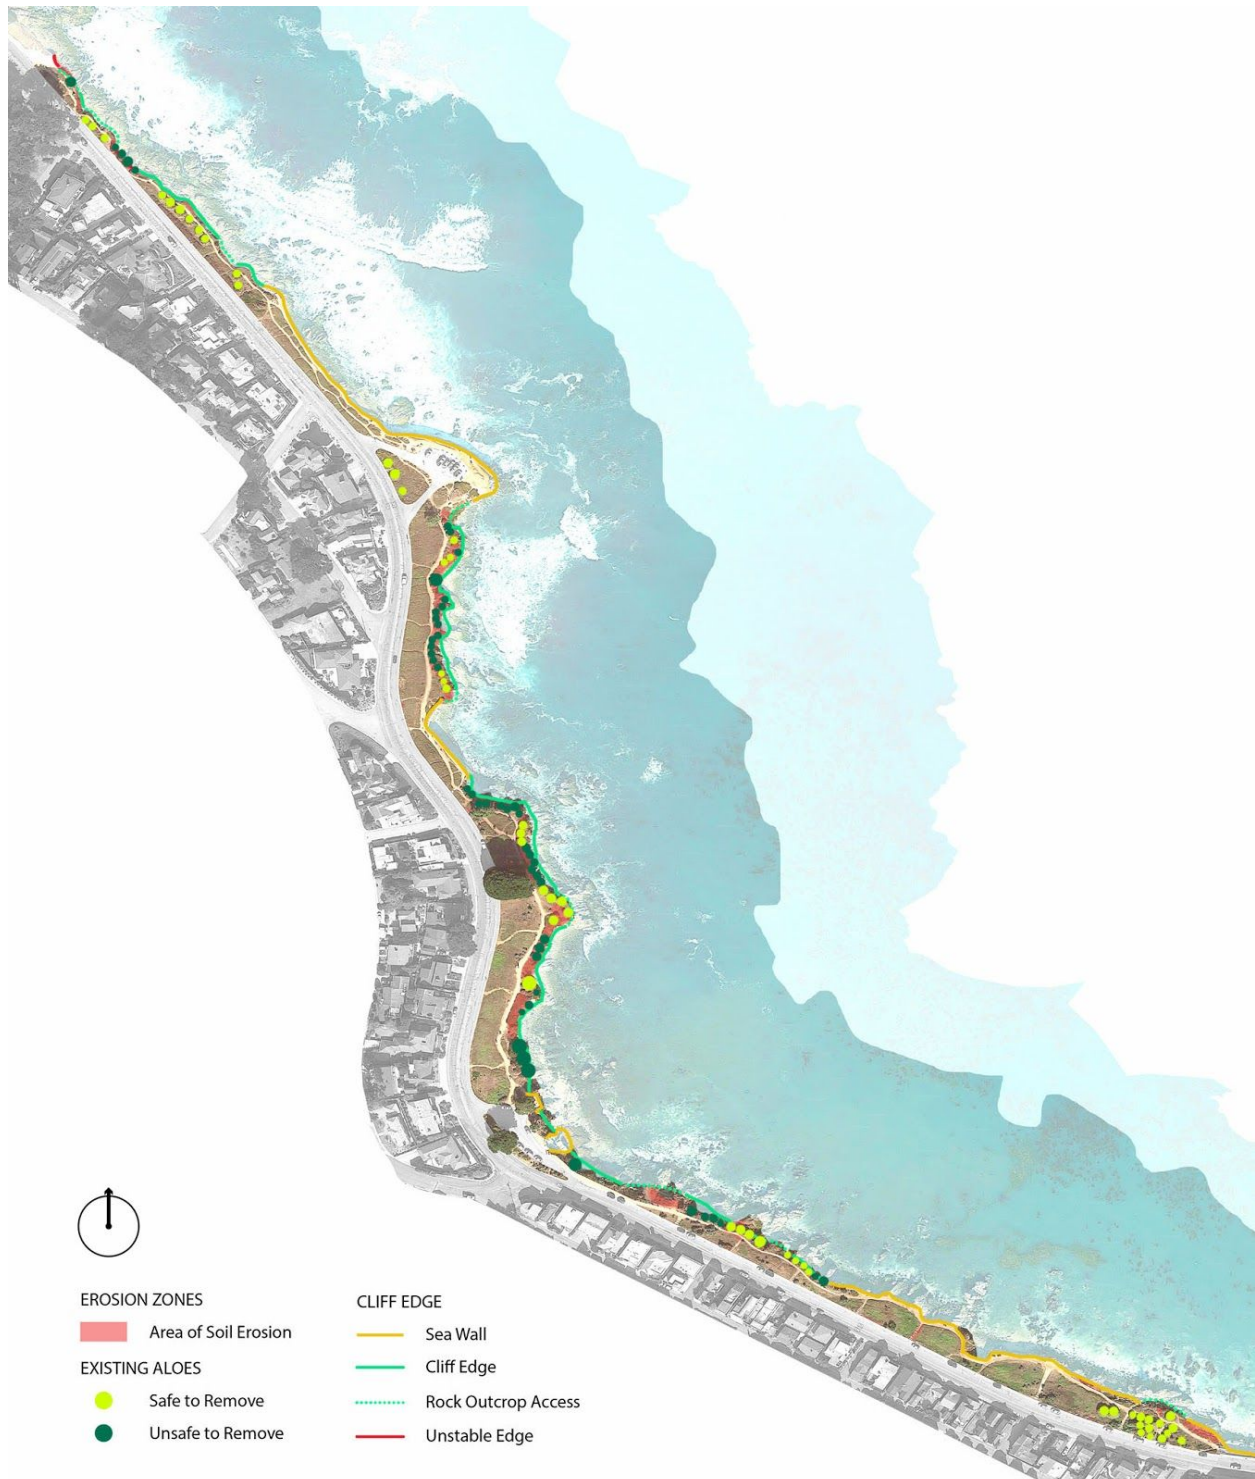 EROSION ZONES
Area of Soil Erosion
EXISTING ALOES
Safe to Remove
Unsafe to Remove
CLIFF EDGE
Sea Wall
Cliff Edge
Rock Outcrop Access
Unstable Edge